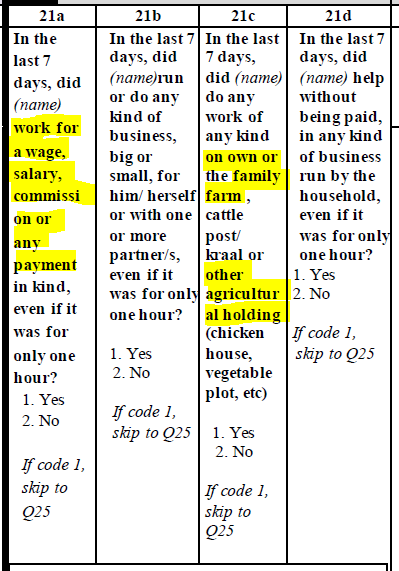 21a
In the
last 7
days, did
(name)
work for
a wage,
salary,
commissi
on or
any
payment
in kind,
even if it
was for
only one
hour?
1. Yes
2. No
If code 1,
skip to
Q25
21b
In the last 7
days, did
(name)run
or do any
kind of
business,
big or
small, for
him/ herself
or with one
or more
partner/s,
even if it
was for only
one hour?
1. Yes
2. No
If code 1,
skip to Q25
21c
In the last
7 days,
did (name)
do any
work of
any kind
on own or
the family
farm ,
cattle
post/
kraal or
other
agricultur
al holding
(chicken
house,
vegetable
plot, etc)
1. Yes
2. No
If code 1,
skip to
Q25
21d
In the last 7
days, did
(name) help
without
being paid,
in any kind
of business
run by the
household,
even if it
was for only
one hour?
1. Yes
2. No
If code 1,
skip to Q25